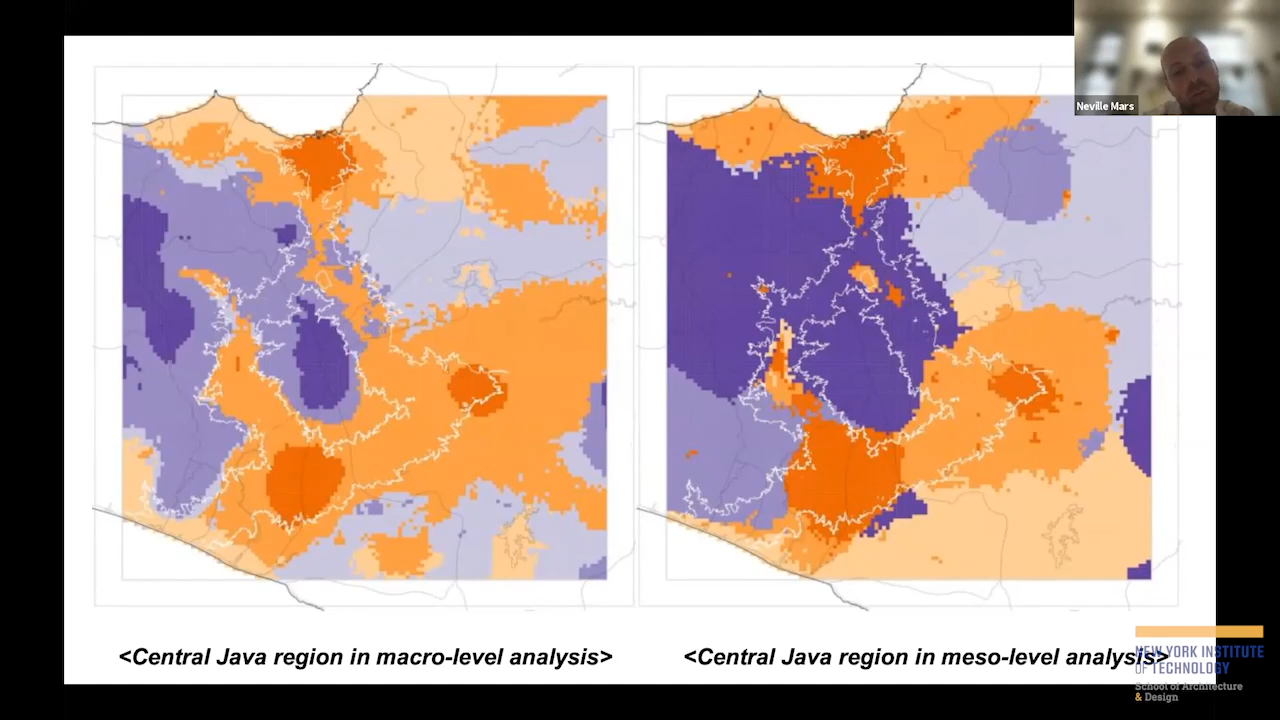 Neville Mars
<Central Java region in macro-level analysis>
<Central Java region in meso-level analysis>
NEW YORK INSTITUTE
OF TECHNOLOGY
School of Architecture
& Design